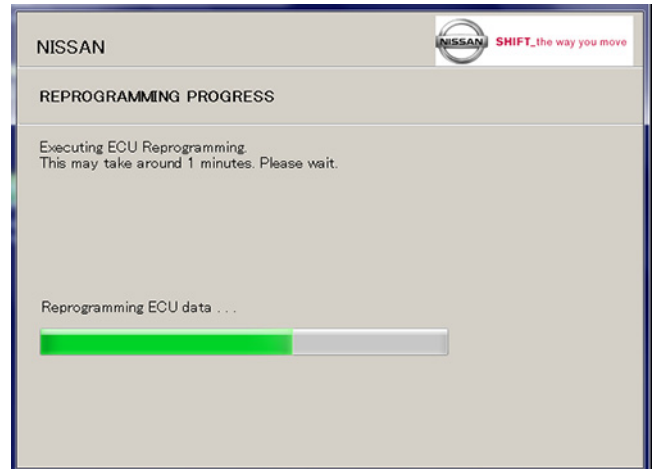 NISSAN
NISSAN SHIFT_the way you move
REPROGRAMMING PROGRESS
Executing ECU Reprogramming.
This may take around 1 minutes. Please wait.
Reprogramming ECU data . . .